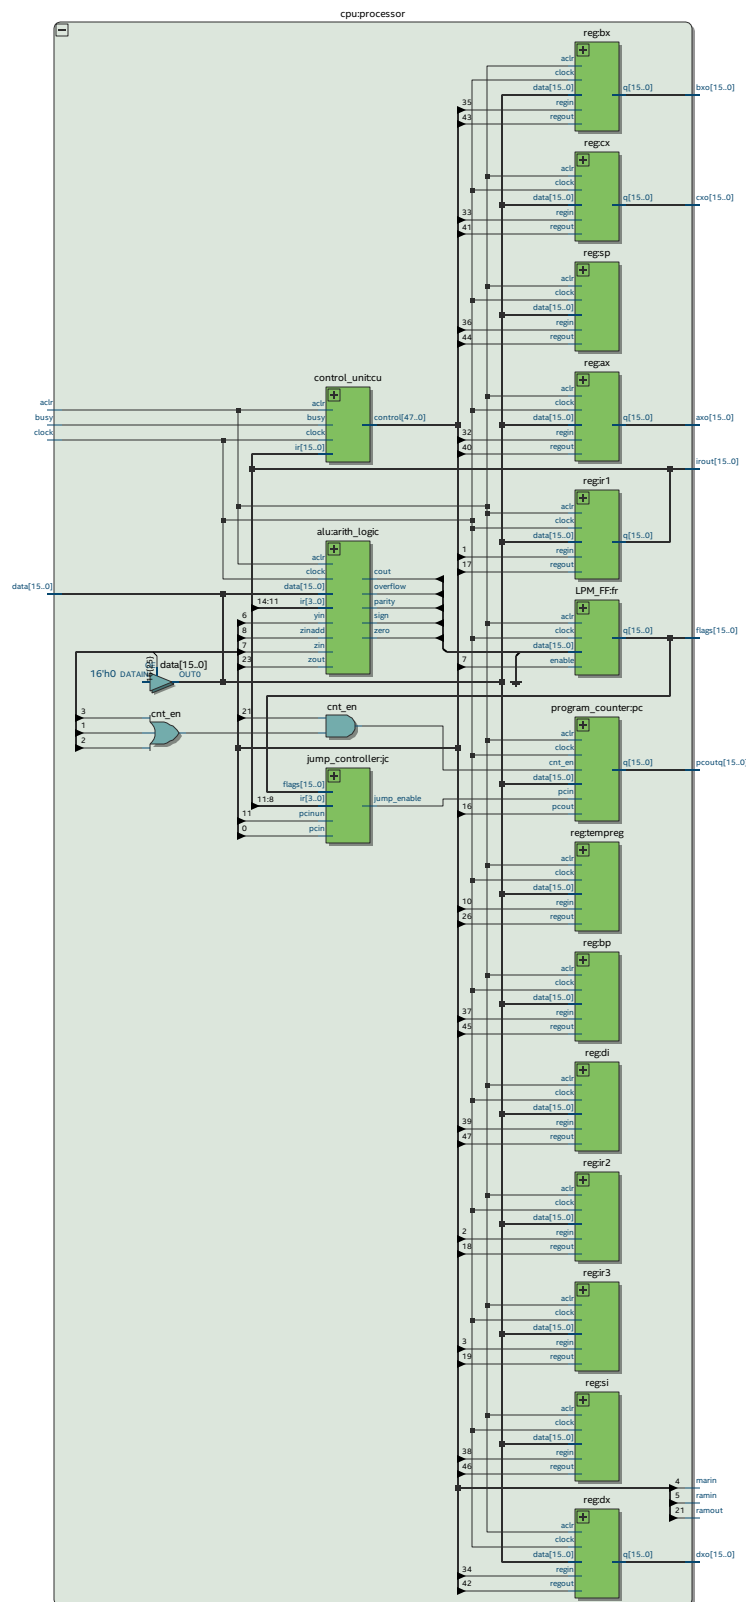 cpu:processor
reg:bx
aclr
clock
data[15..0] q[15..0] bxo[15..0]
35 regin
43 regout
reg:cx
aclr
clock
data[15..0] q[15..0] cxo[15..0]
33 regin
41 regout
reg:sp
aclr
clock
data[15..0]
36 regin
44 regout
reg:ax
aclr
clock
data[15..0] q[15..0] axo[15..0]
32 regin
40 regout
control_unit:cu
aclr aclr
busy busy control[47..0]
clock clock
ir[15..0]
irout[15..0]
reg:ir1
aclr
clock
data[15..0] q[15..0]
1 regin
17 regout
alu:arith_logic
aclr
clock cout
data[15..0] data[15..0] overflow
14:11 ir[3..0] parity
6 yin sign
8 zinadd zero
7 zin
23 zout
LPM_FF:fr
aclr
clock q[15..0] flags[15..0]
data[15..0]
7 enable
data[15..0]
16'h0 DATAIN OUT0
cnt_en
3
1
2
cnt_en
21
program_counter:pc
aclr
clock
cnt_en q[15..0] pcoutq[15..0]
data[15..0]
pcin
16 pcout
jump_controller:jc
flags[15..0]
11:8 ir[3..0] jump_enable
11 pcinun
0 pcin
reg:tempreg
aclr
clock
data[15..0]
10 regin
26 regout
reg:bp
aclr
clock
data[15..0]
37 regin
45 regout
reg:di
aclr
clock
data[15..0]
39 regin
47 regout
reg:ir2
aclr
clock
data[15..0]
2 regin
18 regout
reg:ir3
aclr
clock
data[15..0]
3 regin
19 regout
reg:si
aclr
clock
data[15..0]
38 regin
46 regout
4 marin
5 ramin
21 ramout
reg:dx
aclr
clock
data[15..0] q[15..0] dxo[15..0]
34 regin
42 regout